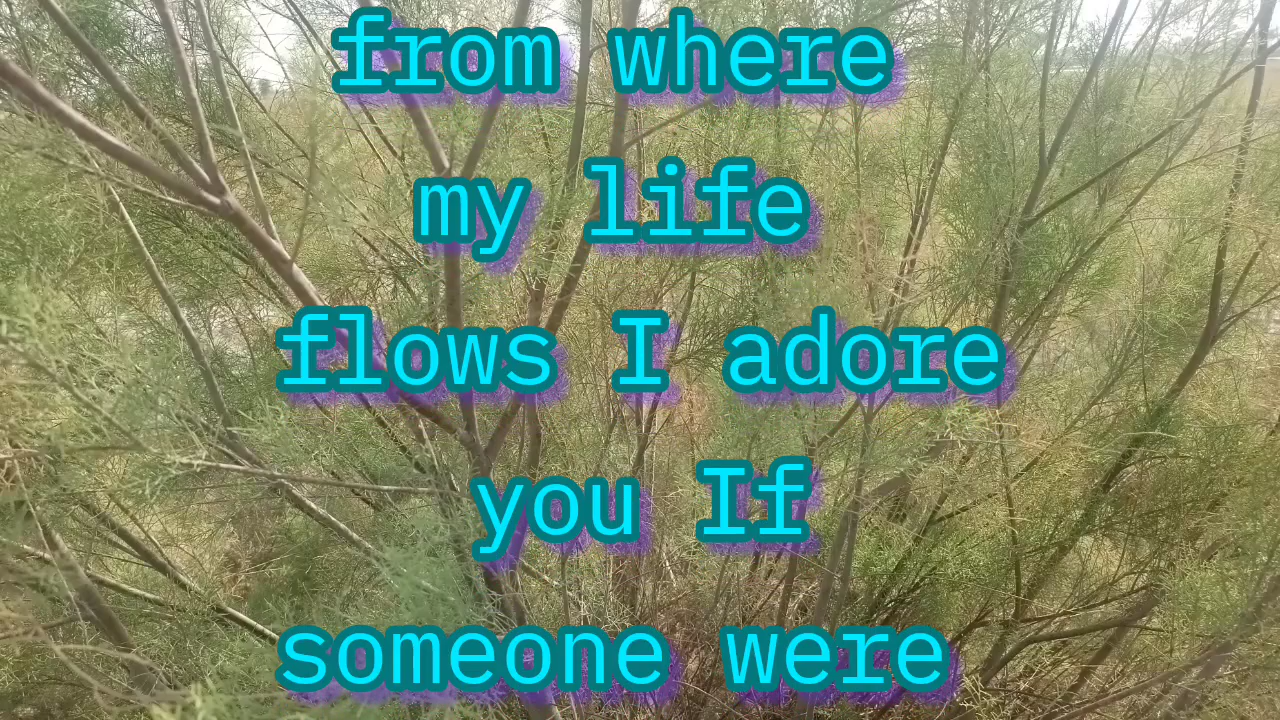 from where
my life
flows I adore
you If
someone were